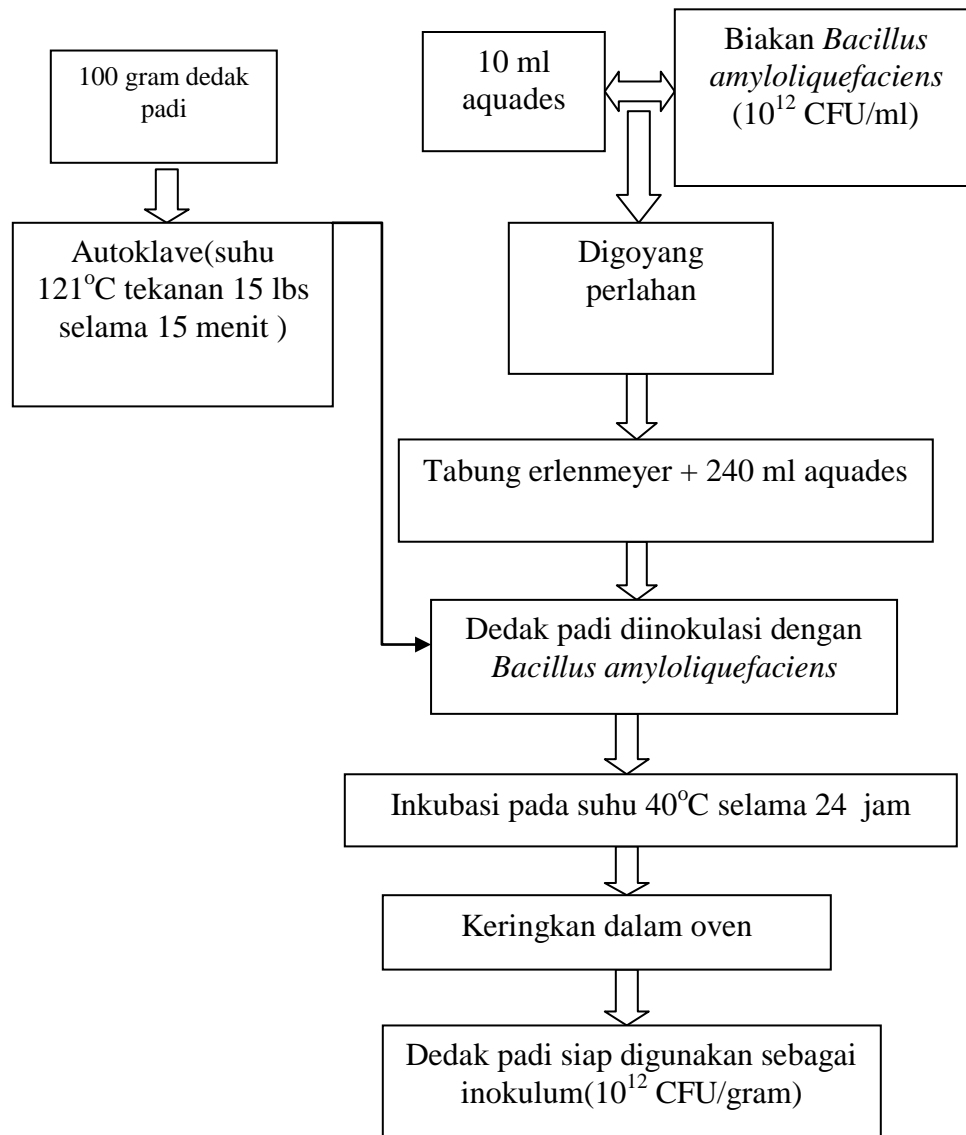 100 gram dedak
padi
10 ml
aquades
Biakan Bacillus
amyloliquefaciens
(10¹² CFU/ml)
Autoklave(suhu
121°C tekanan 15 lbs
selama 15 menit )
Digoyang
perlahan
Tabung erlenmeyer + 240 ml aquades
Dedak padi diinokulasi dengan
Bacillus amyloliquefaciens
Inkubasi pada suhu 40°C selama 24 jam
Keringkan dalam oven
Dedak padi siap digunakan sebagai
inokulum(10¹² CFU/gram)